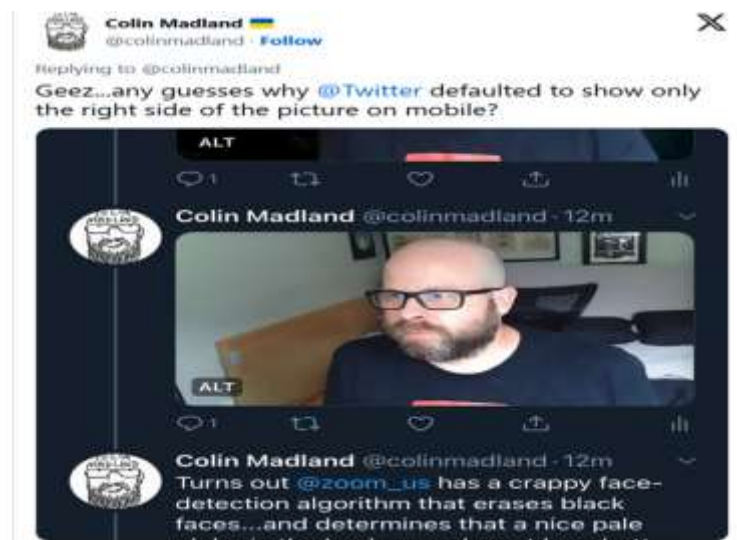 Colin Madland
@colinmadland · Follow
Replying to @colinmadland
Geez...any guesses why @Twitter defaulted to show only
the right side of the picture on mobile?
ALT
1
Colin Madland @colinmadland · 12m
ALT
1
Colin Madland @colinmadland · 12m
Turns out @zoom_us has a crappy face-
detection algorithm that erases black
faces...and determines that a nice pale